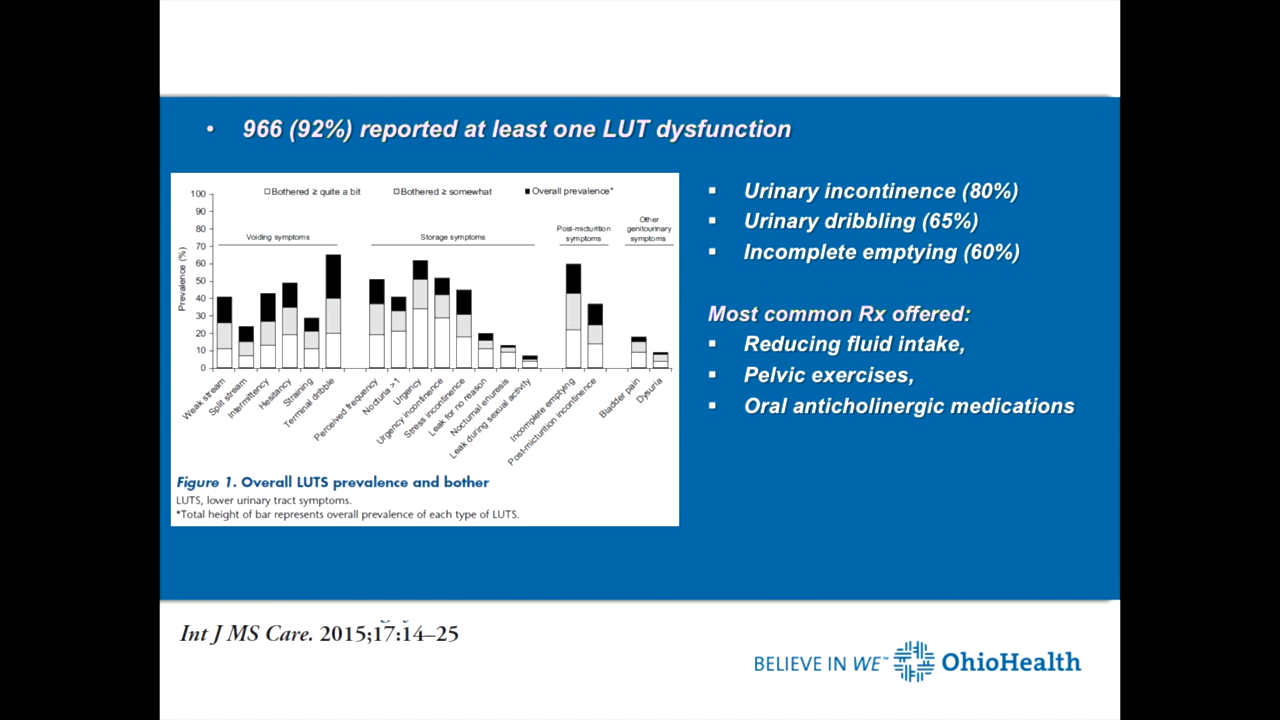 • 966 (92%) reported at least one LUT dysfunction
□Bothered ≥ quite a bit □Bothered ≥ somewhat ■ Overall prevalence*
100
90
80
70
60
50
40
30
20
10
0
Prevalence (%)
Voiding symptoms
Storage symptoms
Post-micturition
symptoms
Other
genitourinary
symptoms
Weak stream
Split stream
Intermittency
Hesitancy
Straining
Terminal dribble
Perceived frequency
Nocturia >1
Urgency
Urgency incontinence
Stress incontinence
Leak for no reason
Nocturnal enuresis
Leak during sexual activity
Incomplete emptying
Post-micturition incontinence
Bladder pain
Dysuria
Figure 1. Overall LUTS prevalence and bother
LUTS, lower urinary tract symptoms.
*Total height of bar represents overall prevalence of each type of LUTS.
▪ Urinary incontinence (80%)
▪ Urinary dribbling (65%)
▪ Incomplete emptying (60%)
Most common Rx offered:
▪ Reducing fluid intake,
▪ Pelvic exercises,
▪ Oral anticholinergic medications
Int J MS Care. 2015;17:14–25
BELIEVE IN WE™ OhioHealth